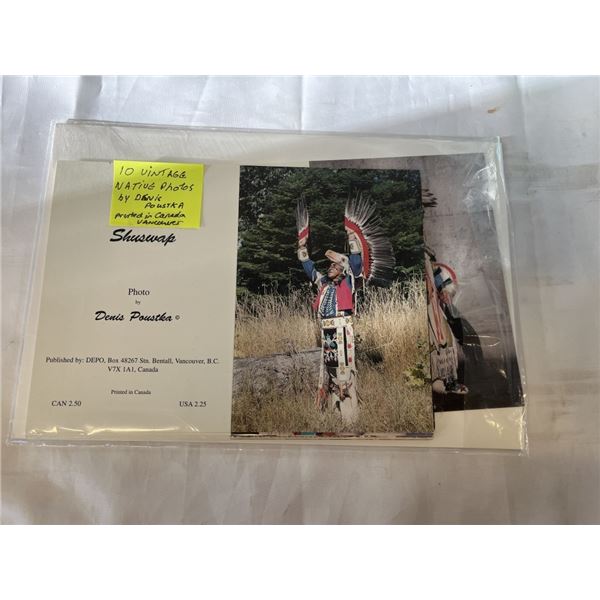 10 VINTAGE
NATIVE PHOTOS
by DENIS
POUSTKA
printed in Canada
VANCOUVER
Shuswap
Photo
by
Denis Poustka ©
Published by: DEPO, Box 48267 Stn. Bentall, Vancouver, B.C.
V7X 1A1, Canada
Printed in Canada
CAN 2.50 USA 2.25